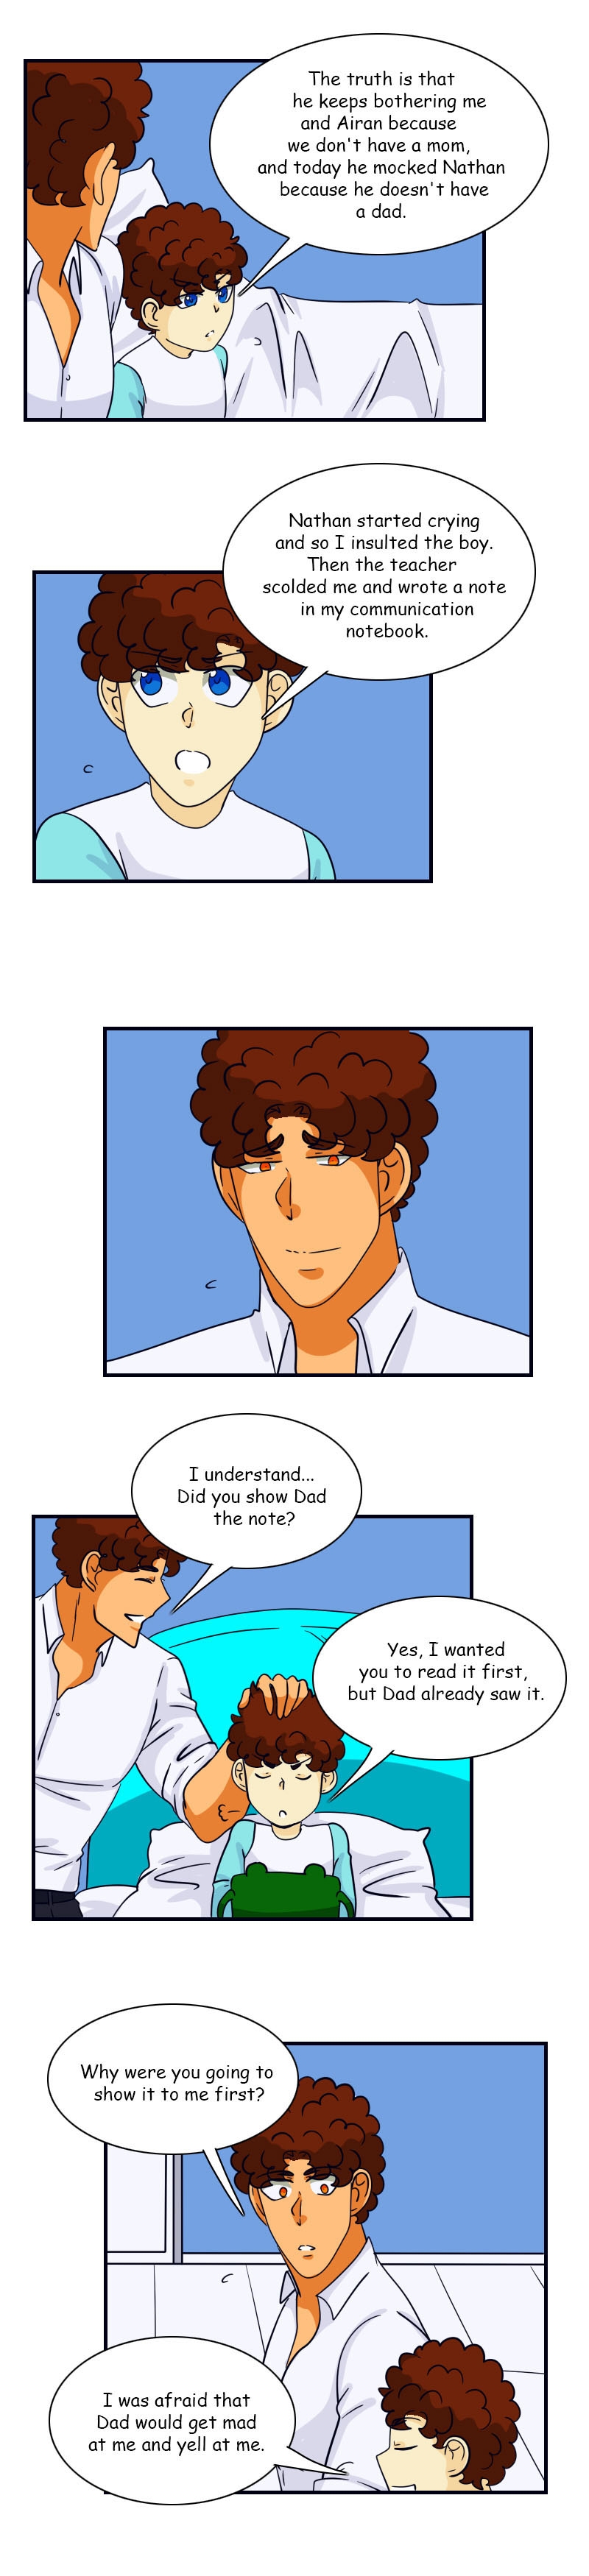 The truth is that
he keeps bothering me
and Airan because
we don't have a mom,
and today he mocked Nathan
because he doesn't have
a dad.
Nathan started crying
and so I insulted the boy.
Then the teacher
scolded me and wrote a note
in my communication
notebook.
I understand...
Did you show Dad
the note?
Yes, I wanted
you to read it first,
but Dad already saw it.
Why were you going to
show it to me first?
I was afraid that
Dad would get mad
at me and yell at me.